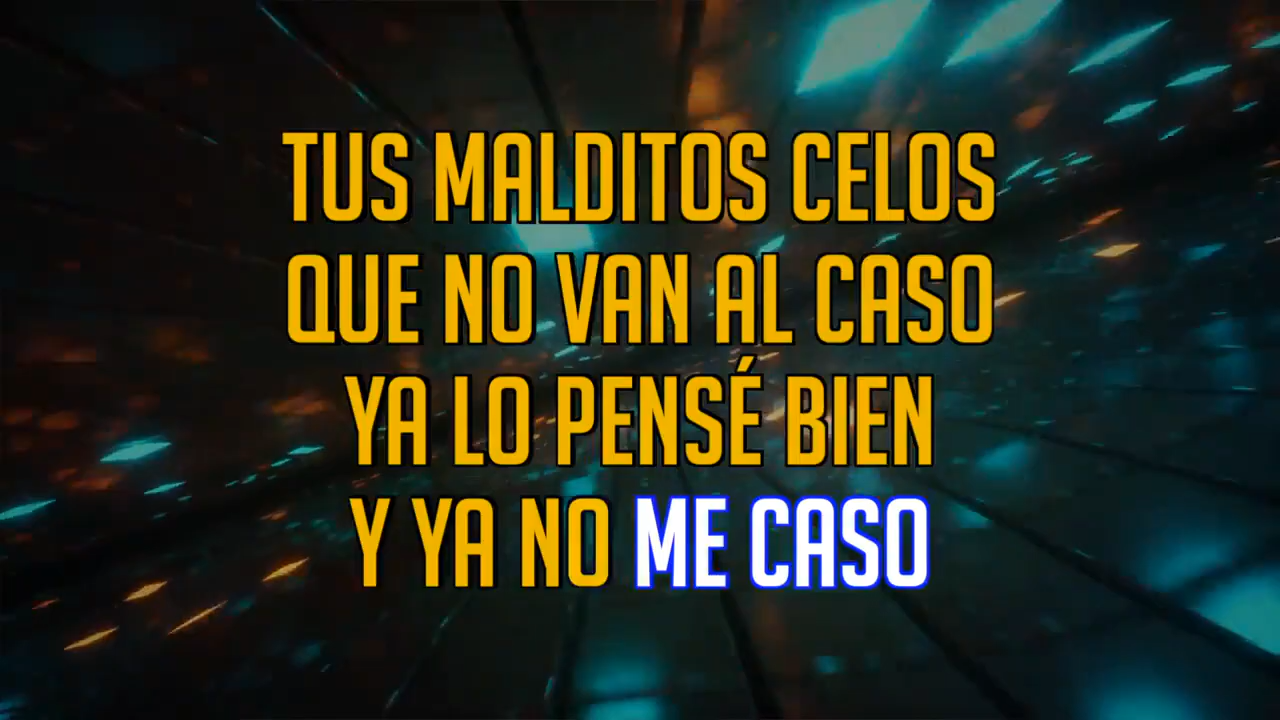 TUS MALDITOS CELOS
QUE NO VAN AL CASO
YA LO PENSÉ BIEN
Y YA NO ME CASO